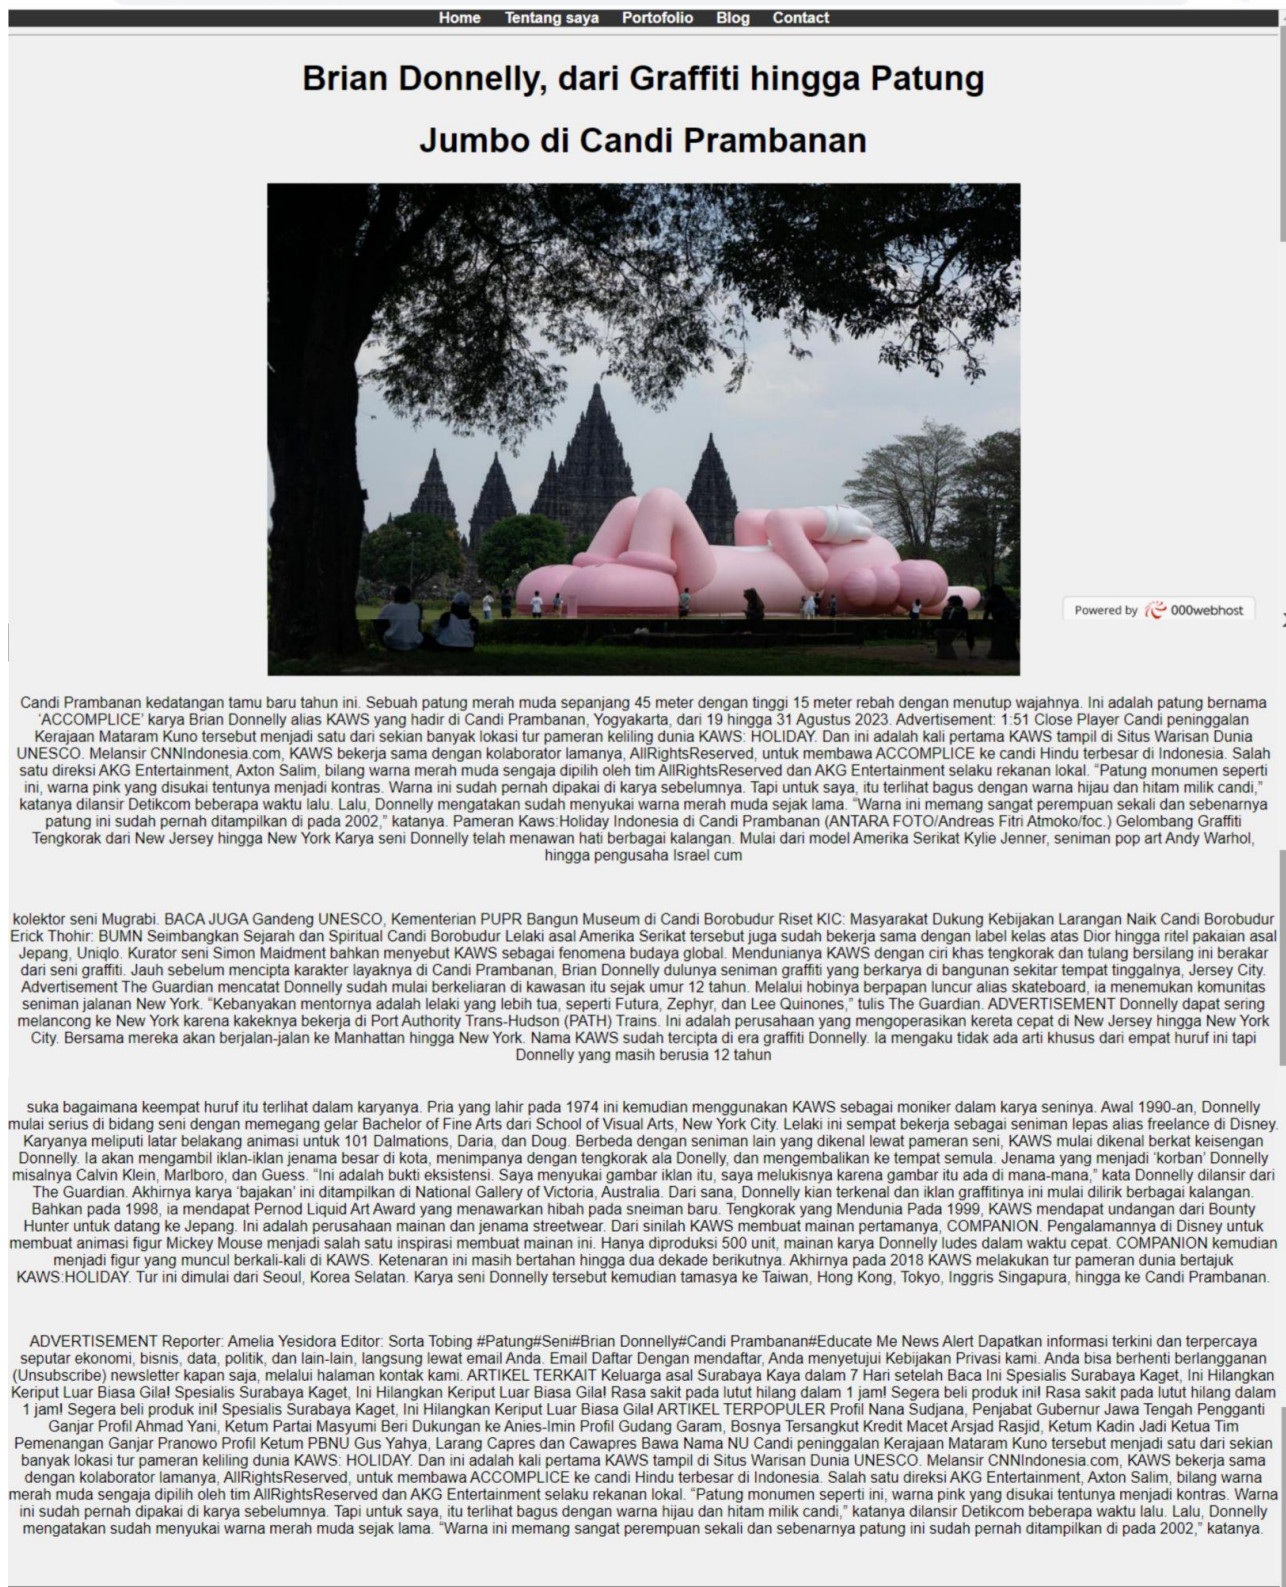 Home Tentang saya Portofolio Blog Contact
Brian Donnelly, dari Graffiti hingga Patung
Jumbo di Candi Prambanan
Powered by 000webhost
Candi Prambanan kedatangan tamu baru tahun ini. Sebuah patung merah muda sepanjang 45 meter dengan tinggi 15 meter rebah dengan menutup wajahnya. Ini adalah patung bernama
'ACCOMPLICE' karya Brian Donnelly alias KAWS yang hadir di Candi Prambanan, Yogyakarta, dari 19 hingga 31 Agustus 2023. Advertisement: 1:51 Close Player Candi peninggalan
Kerajaan Mataram Kuno tersebut menjadi satu dari sekian banyak lokasi tur pameran keliling dunia KAWS: HOLIDAY. Dan ini adalah kali pertama KAWS tampil di Situs Warisan Dunia
UNESCO. Melansir CNNIndonesia.com, KAWS bekerja sama dengan kolaborator lamanya, AllRightsReserved, untuk membawa ACCOMPLICE ke candi Hindu terbesar di Indonesia. Salah
satu direksi AKG Entertainment, Axton Salim, bilang warna merah muda sengaja dipilih oleh tim AllRightsReserved dan AKG Entertainment selaku rekanan lokal. “Patung monumen seperti
ini, warna pink yang disukai tentunya menjadi kontras. Warna ini sudah pernah dipakai di karya sebelumnya. Tapi untuk saya, itu terlihat bagus dengan warna hijau dan hitam milik candi,”
katanya dilansir Detikcom beberapa waktu lalu. Lalu, Donnelly mengatakan sudah menyukai warna merah muda sejak lama. “Warna ini memang sangat perempuan sekali dan sebenarnya
patung ini sudah pernah ditampilkan di pada 2002,” katanya. Pameran Kaws:Holiday Indonesia di Candi Prambanan (ANTARA FOTO/Andreas Fitri Atmoko/foc.) Gelombang Graffiti
Tengkorak dari New Jersey hingga New York Karya seni Donnelly telah menawan hati berbagai kalangan. Mulai dari model Amerika Serikat Kylie Jenner, seniman pop art Andy Warhol,
hingga pengusaha Israel cum
kolektor seni Mugrabi. BACA JUGA Gandeng UNESCO, Kementerian PUPR Bangun Museum di Candi Borobudur Riset KIC: Masyarakat Dukung Kebijakan Larangan Naik Candi Borobudur
Erick Thohir: BUMN Seimbangkan Sejarah dan Spiritual Candi Borobudur Lelaki asal Amerika Serikat tersebut juga sudah bekerja sama dengan label kelas atas Dior hingga ritel pakaian asal
Jepang, Uniqlo. Kurator seni Simon Maidment bahkan menyebut KAWS sebagai fenomena budaya global. Mendunianya KAWS dengan ciri khas tengkorak dan tulang bersilang ini berakar
dari seni graffiti. Jauh sebelum mencipta karakter layaknya di Candi Prambanan, Brian Donnelly dulunya seniman graffiti yang berkarya di bangunan sekitar tempat tinggalnya, Jersey City.
Advertisement The Guardian mencatat Donnelly sudah mulai berkeliaran di kawasan itu sejak umur 12 tahun. Melalui hobinya berpapan luncur alias skateboard, ia menemukan komunitas
seniman jalanan New York. “Kebanyakan mentornya adalah lelaki yang lebih tua, seperti Futura, Zephyr, dan Lee Quinones,” tulis The Guardian. ADVERTISEMENT Donnelly dapat sering
melancong ke New York karena kakeknya bekerja di Port Authority Trans-Hudson (PATH) Trains. Ini adalah perusahaan yang mengoperasikan kereta cepat di New Jersey hingga New York
City. Bersama mereka akan berjalan-jalan ke Manhattan hingga New York. Nama KAWS sudah tercipta di era graffiti Donnelly. Ia mengaku tidak ada arti khusus dari empat huruf ini tapi
Donnelly yang masih berusia 12 tahun
suka bagaimana keempat huruf itu terlihat dalam karyanya. Pria yang lahir pada 1974 ini kemudian menggunakan KAWS sebagai moniker dalam karya seninya. Awal 1990-an, Donnelly
mulai serius di bidang seni dengan memegang gelar Bachelor of Fine Arts dari School of Visual Arts, New York City. Lelaki ini sempat bekerja sebagai seniman lepas alias freelance di Disney.
Karyanya meliputi latar belakang animasi untuk 101 Dalmations, Daria, dan Doug. Berbeda dengan seniman lain yang dikenal lewat pameran seni, KAWS mulai dikenal berkat keisengan
Donnelly. Ia akan mengambil iklan-iklan jenama besar di kota, menimpanya dengan tengkorak ala Donelly, dan mengembalikan ke tempat semula. Jenama yang menjadi 'korban' Donnelly
misalnya Calvin Klein, Marlboro, dan Guess. “Ini adalah bukti eksistensi. Saya menyukai gambar iklan itu, saya melukisnya karena gambar itu ada di mana-mana,” kata Donnelly dilansir dari
The Guardian. Akhirnya karya 'bajakan' ini ditampilkan di National Gallery of Victoria, Australia. Dari sana, Donnelly kian terkenal dan iklan graffitinya ini mulai dilirik berbagai kalangan.
Bahkan pada 1998, ia mendapat Pernod Liquid Art Award yang menawarkan hibah pada sneiman baru. Tengkorak yang Mendunia Pada 1999, KAWS mendapat undangan dari Bounty
Hunter untuk datang ke Jepang. Ini adalah perusahaan mainan dan jenama streetwear. Dari sinilah KAWS membuat mainan pertamanya, COMPANION. Pengalamannya di Disney untuk
membuat animasi figur Mickey Mouse menjadi salah satu inspirasi membuat mainan ini. Hanya diproduksi 500 unit, mainan karya Donnelly ludes dalam waktu cepat. COMPANION kemudian
menjadi figur yang muncul berkali-kali di KAWS. Ketenaran ini masih bertahan hingga dua dekade berikutnya. Akhirnya pada 2018 KAWS melakukan tur pameran dunia bertajuk
KAWS:HOLIDAY. Tur ini dimulai dari Seoul, Korea Selatan. Karya seni Donnelly tersebut kemudian tamasya ke Taiwan, Hong Kong, Tokyo, Inggris Singapura, hingga ke Candi Prambanan.
ADVERTISEMENT Reporter: Amelia Yesidora Editor: Sorta Tobing #Patung#Seni#Brian Donnelly#Candi Prambanan#Educate Me News Alert Dapatkan informasi terkini dan terpercaya
seputar ekonomi, bisnis, data, politik, dan lain-lain, langsung lewat email Anda. Email Daftar Dengan mendaftar, Anda menyetujui Kebijakan Privasi kami. Anda bisa berhenti berlangganan
(Unsubscribe) newsletter kapan saja, melalui halaman kontak kami. ARTIKEL TERKAIT Keluarga asal Surabaya Kaya dalam 7 Hari setelah Baca Ini Spesialis Surabaya Kaget, Ini Hilangkan
Keriput Luar Biasa Gila! Spesialis Surabaya Kaget, Ini Hilangkan Keriput Luar Biasa Gila! Rasa sakit pada lutut hilang dalam 1 jam! Segera beli produk ini! Rasa sakit pada lutut hilang dalam
1 jam! Segera beli produk ini! Spesialis Surabaya Kaget, Ini Hilangkan Keriput Luar Biasa Gila! ARTIKEL TERPOPULER Profil Nana Sudjana, Penjabat Gubernur Jawa Tengah Pengganti
Ganjar Profil Ahmad Yani, Ketum Partai Masyumi Beri Dukungan ke Anies-Imin Profil Gudang Garam, Bosnya Tersangkut Kredit Macet Arsjad Rasjid, Ketum Kadin Jadi Ketua Tim
Pemenangan Ganjar Pranowo Profil Ketum PBNU Gus Yahya, Larang Capres dan Cawapres Bawa Nama NU Candi peninggalan Kerajaan Mataram Kuno tersebut menjadi satu dari sekian
banyak lokasi tur pameran keliling dunia KAWS: HOLIDAY. Dan ini adalah kali pertama KAWS tampil di Situs Warisan Dunia UNESCO. Melansir CNNIndonesia.com, KAWS bekerja sama
dengan kolaborator lamanya, AllRightsReserved, untuk membawa ACCOMPLICE ke candi Hindu terbesar di Indonesia. Salah satu direksi AKG Entertainment, Axton Salim, bilang warna
merah muda sengaja dipilih oleh tim AllRightsReserved dan AKG Entertainment selaku rekanan lokal. “Patung monumen seperti ini, warna pink yang disukai tentunya menjadi kontras. Warna
ini sudah pernah dipakai di karya sebelumnya. Tapi untuk saya, itu terlihat bagus dengan warna hijau dan hitam milik candi,” katanya dilansir Detikcom beberapa waktu lalu. Lalu, Donnelly
mengatakan sudah menyukai warna merah muda sejak lama. “Warna ini memang sangat perempuan sekali dan sebenarnya patung ini sudah pernah ditampilkan di pada 2002,” katanya.